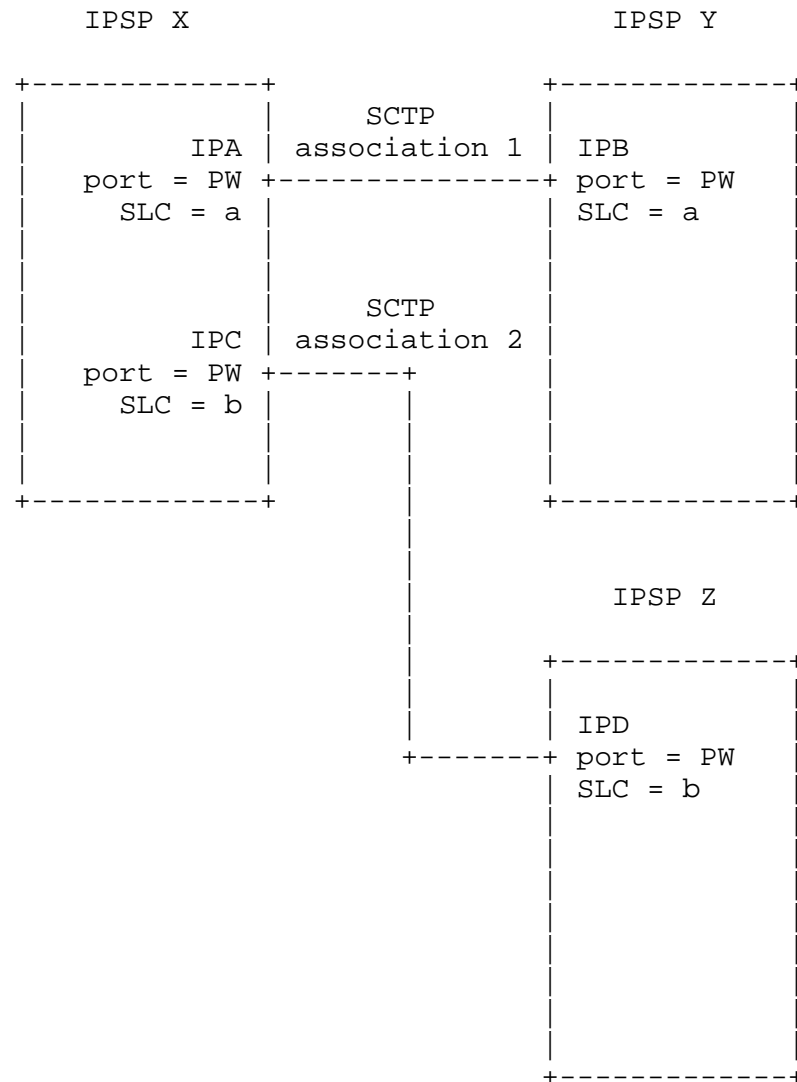 IPSP X IPSP Y
SCTP
IPA association 1 IPB
port = PW port = PW
SLC = a SLC = a
SCTP
IPC association 2
port = PW
SLC = b
IPSP Z
IPD
port = PW
SLC = b